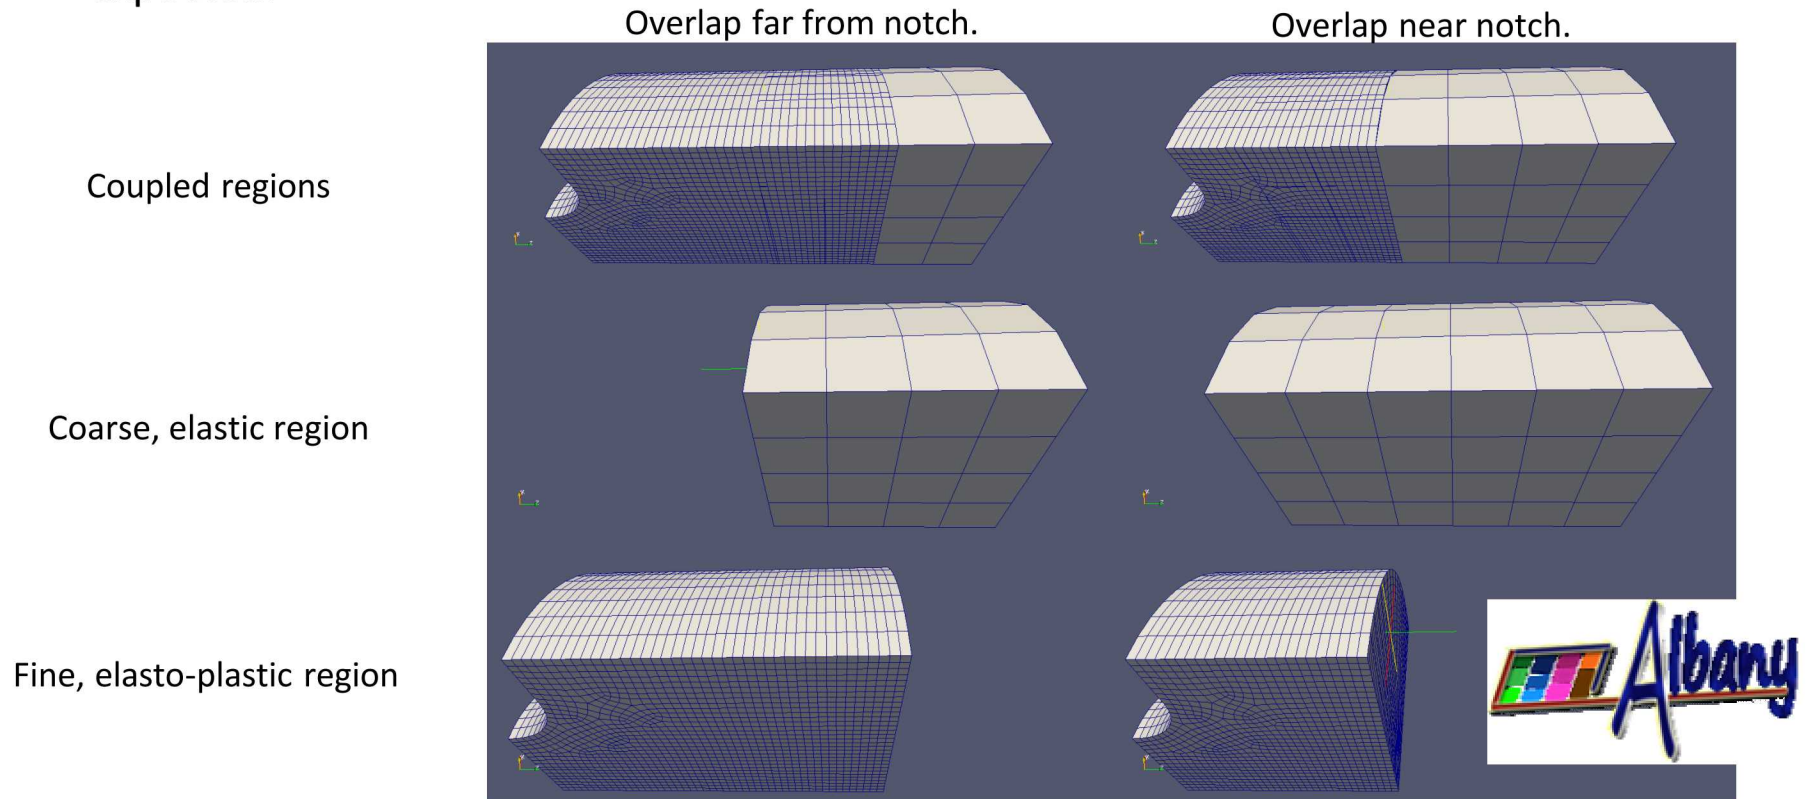 Overlap far from notch.
Overlap near notch.
Coupled regions
Coarse, elastic region
Fine, elasto-plastic region
Albany